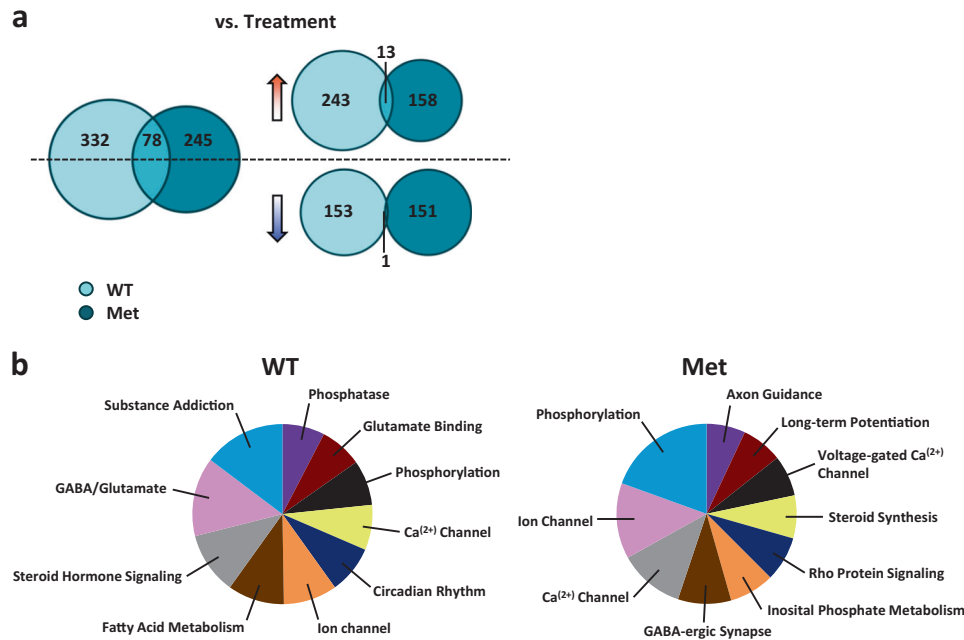 a
vs. Treatment
332
78
245
243
13
158
153
151
1
WT
Met
b
WT
Substance Addiction
Phosphatase
Glutamate Binding
Phosphorylation
GABA/Glutamate
Ca(2+) Channel
Steroid Hormone Signaling
Circadian Rhythm
Fatty Acid Metabolism
Ion channel
Met
Phosphorylation
Axon Guidance
Long-term Potentiation
Voltage-gated Ca(2+)
Channel
Ion Channel
Steroid Synthesis
Rho Protein Signaling
Ca(2+) Channel
Inosital Phosphate Metabolism
GABA-ergic Synapse